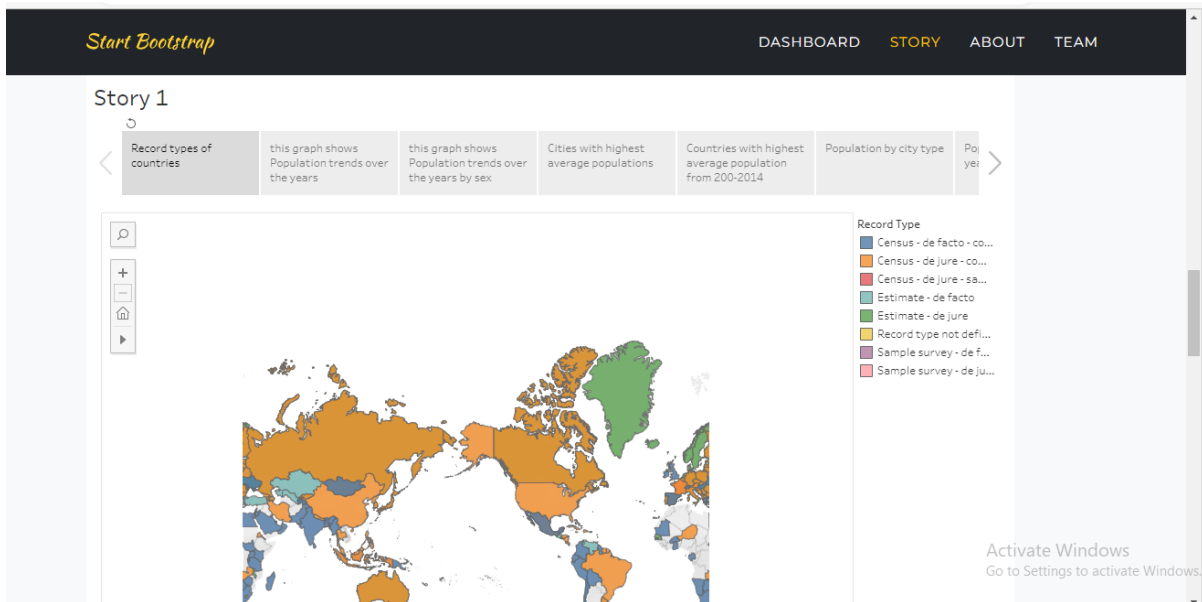 Start Bootstrap
DASHBOARD STORY ABOUT TEAM
Story 1
Record types of
countries
this graph shows
Population trends over
the years
this graph shows
Population trends over
the years by sex
Cities with highest
average populations
Countries with highest
average population
from 200-2014
Population by city type
Record Type
Census - de facto - co...
Census - de jure - co...
Census - de jure - sa...
Estimate - de facto
Estimate - de jure
Record type not defi...
Sample survey - de f...
Sample survey - de ju...
Activate Windows
Go to Settings to activate Windows.